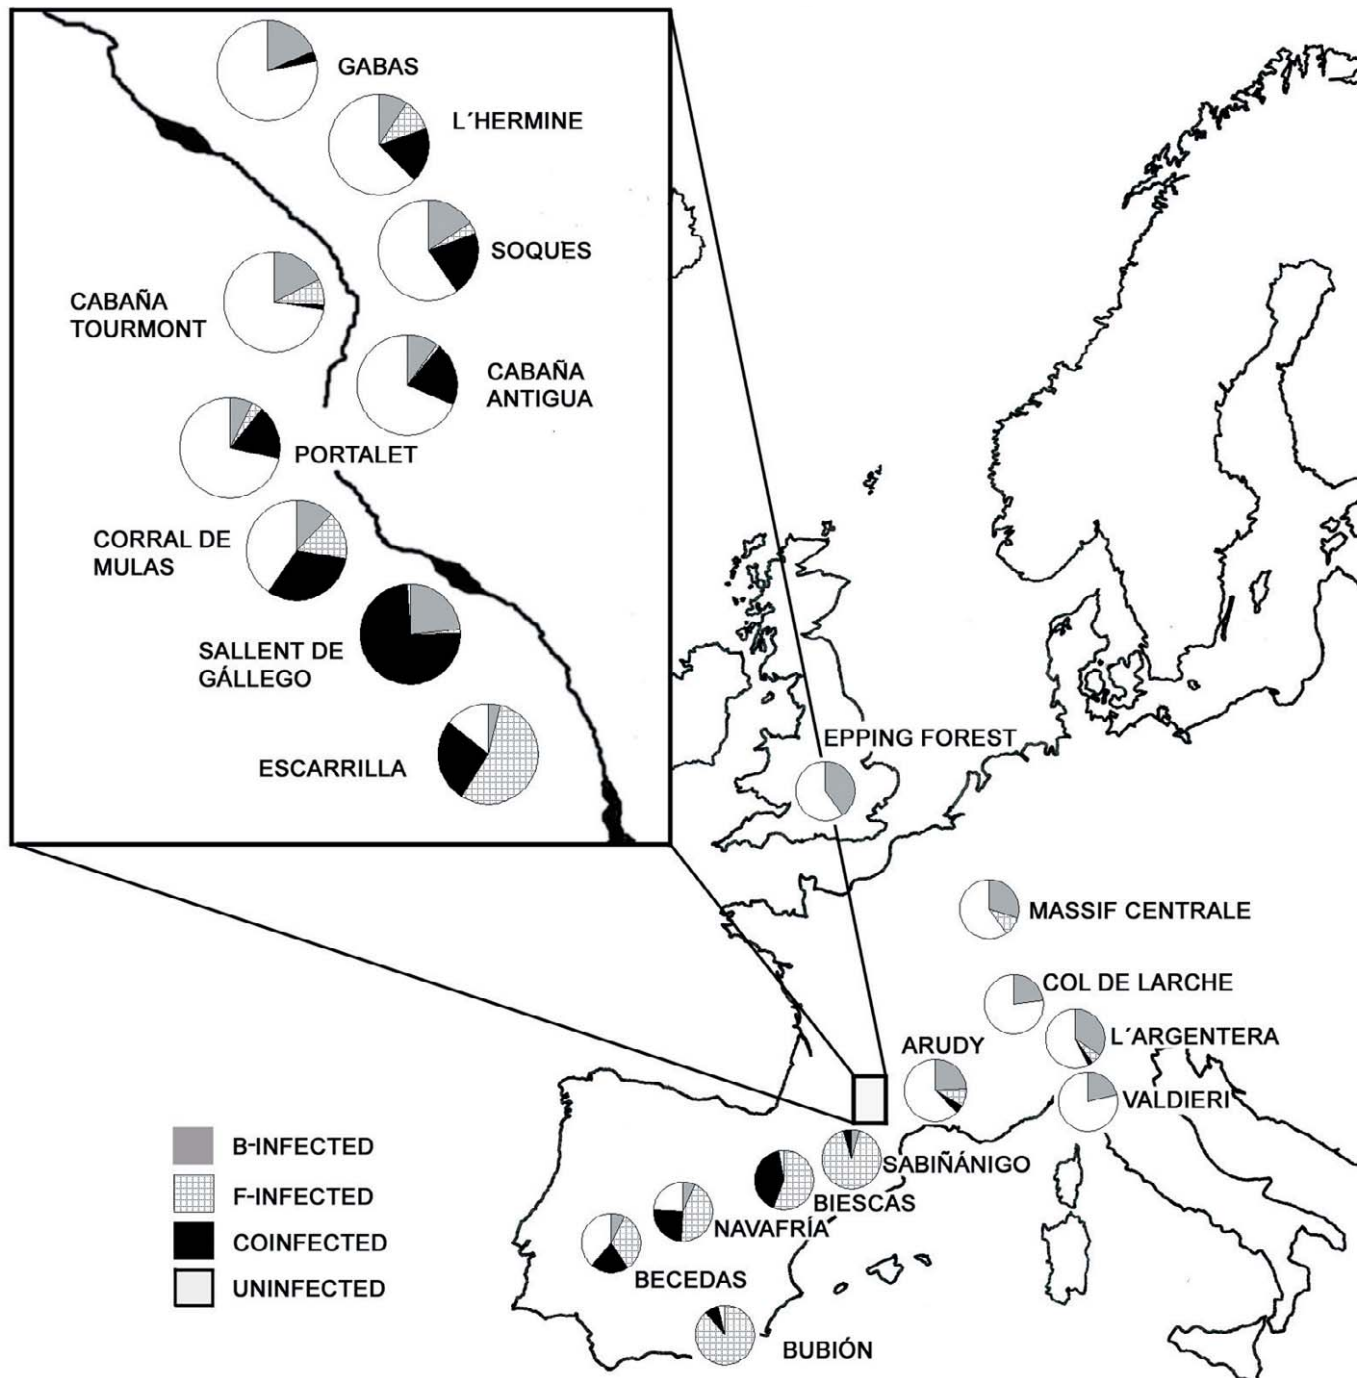 GABAS
L´HERMINE
SOQUES
CABAÑA
TOURMONT
CABAÑA
ANTIGUA
PORTALET
CORRAL DE
MULAS
SALLENT DE
GÁLLEGO
ESCARRILLA
EPPING FOREST
MASSIF CENTRALE
COL DE LARCHE
L´ARGENTERA
ARUDY
VALDIERI
SABIÑÁNIGO
BIESCAS
NAVAFRÍA
BECEDAS
BUBIÓN
B-INFECTED
F-INFECTED
COINFECTED
UNINFECTED